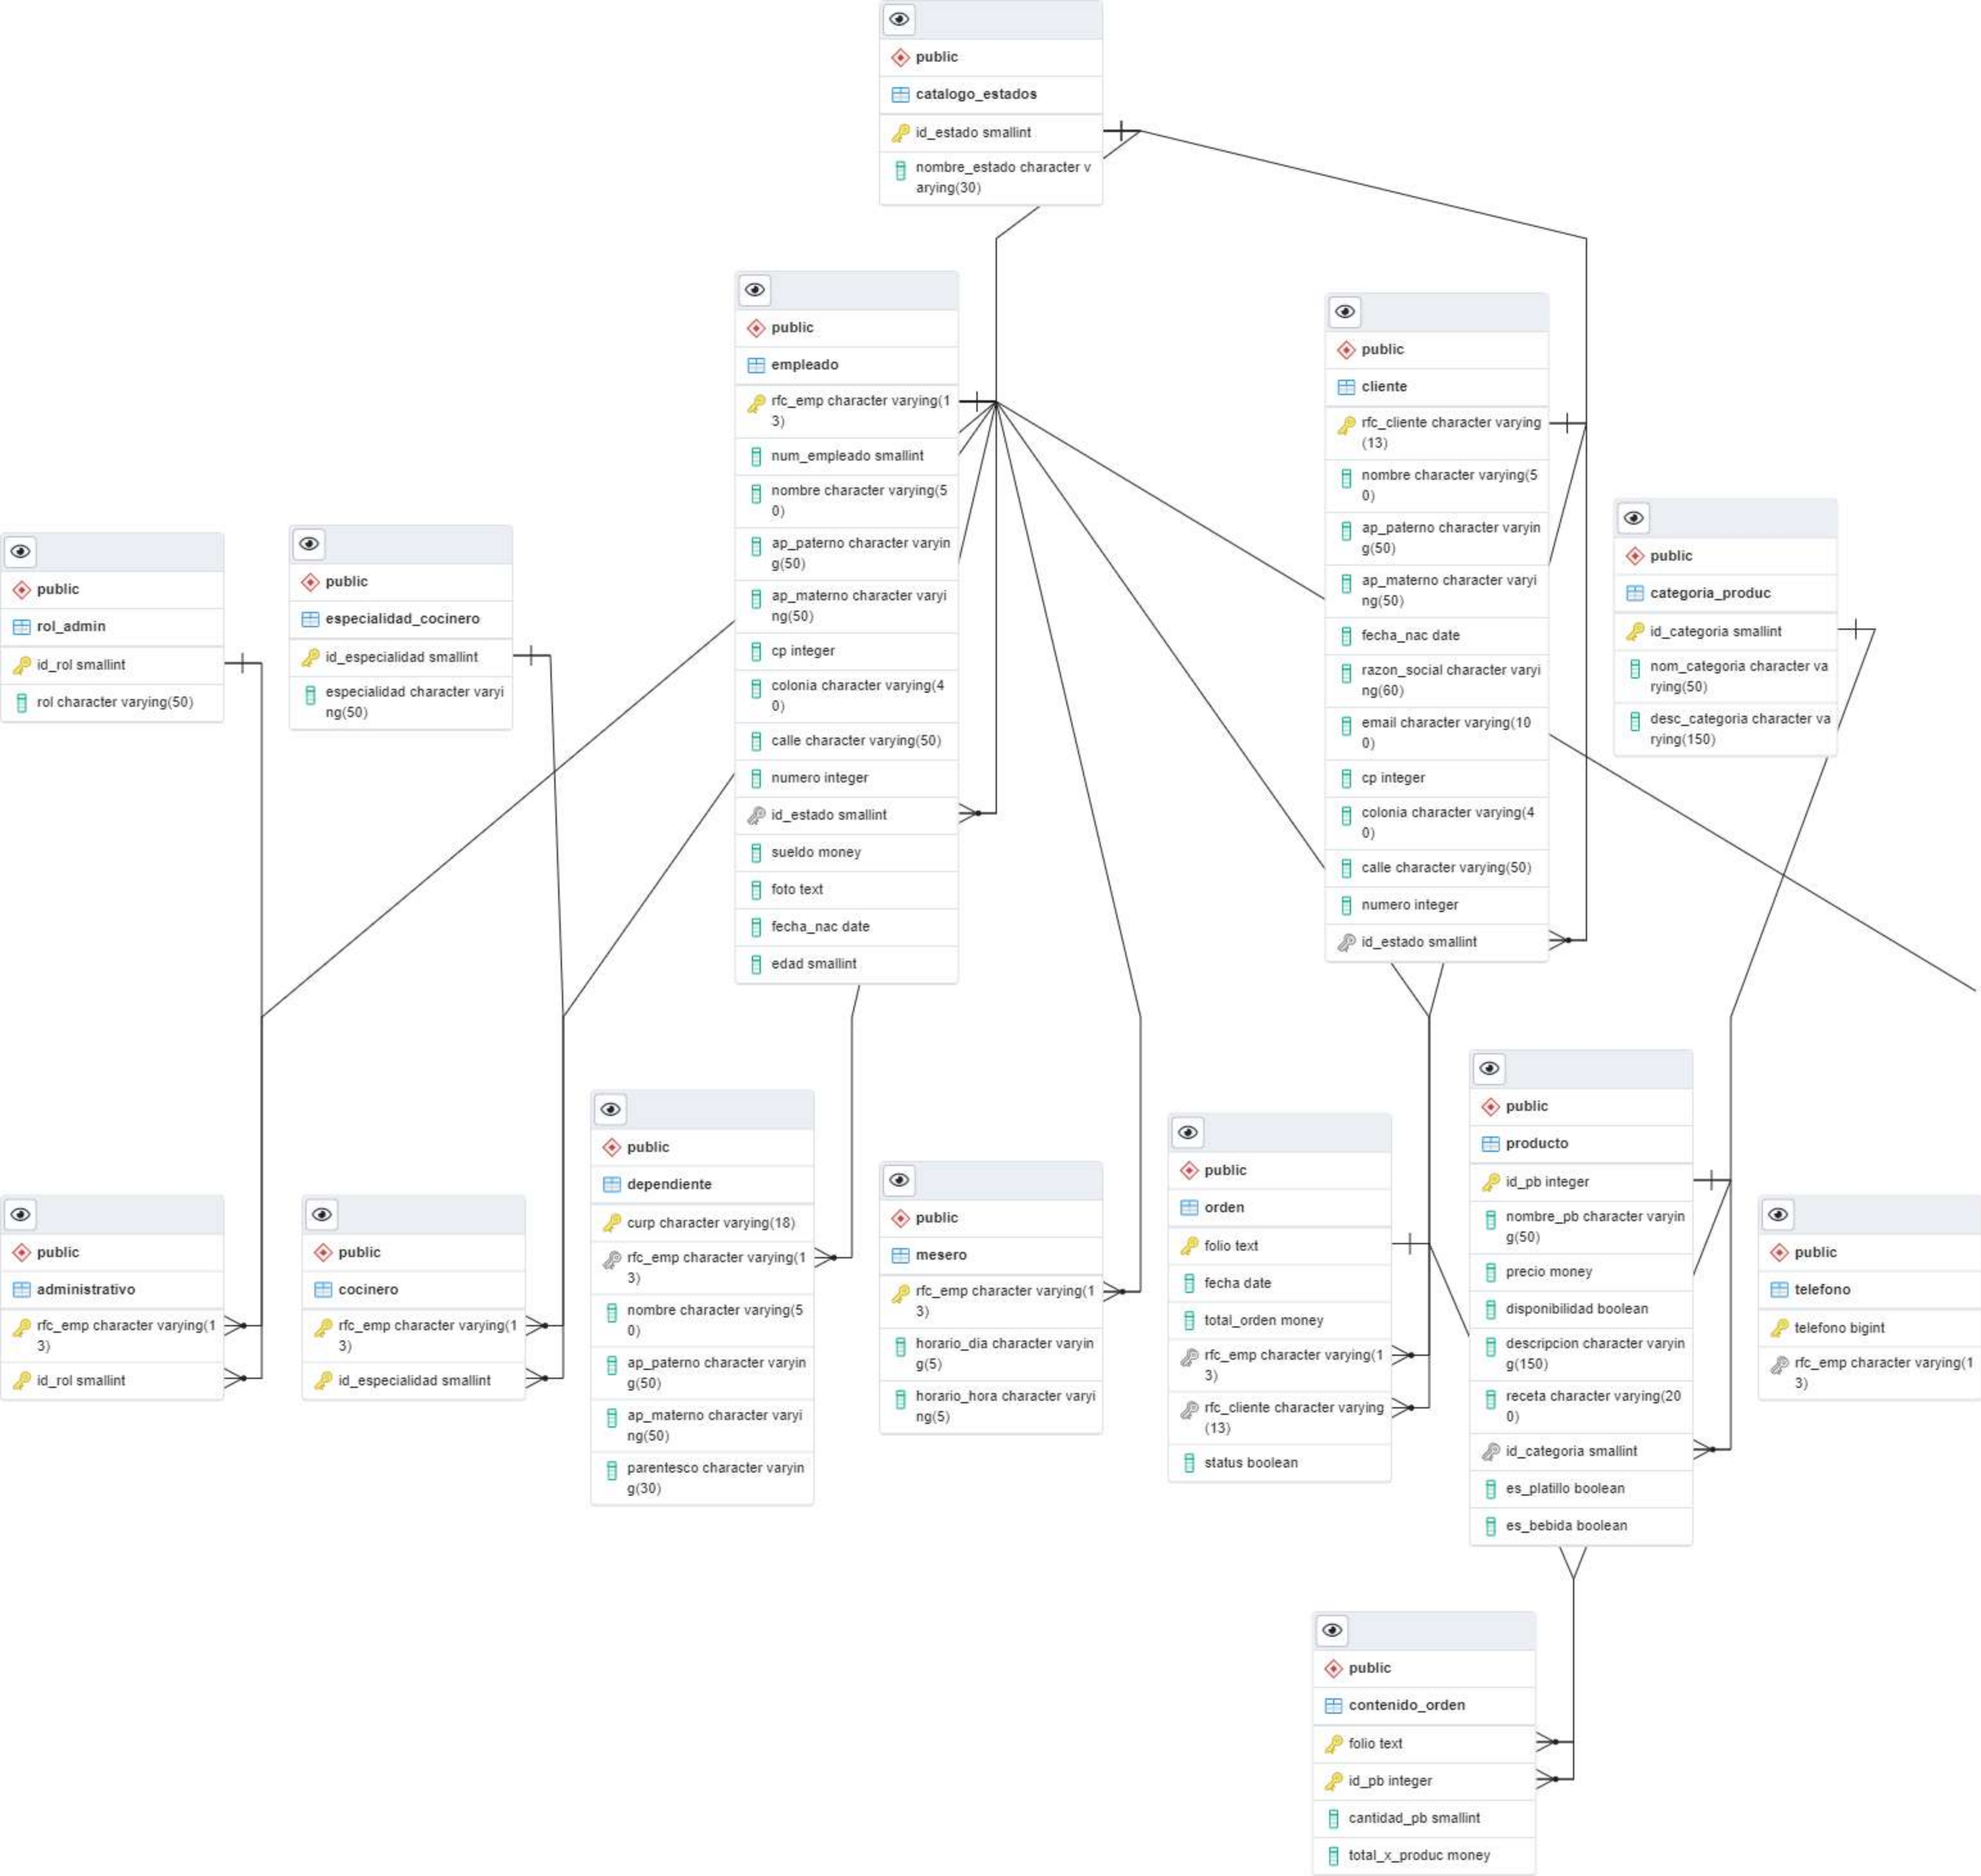 public
catalogo_estados
id_estado smallint
nombre_estado character v
arying(30)
public
empleado
rfc_emp character varying(1
3)
num_empleado smallint
nombre character varying(5
0)
ap_paterno character varyin
g(50)
ap_materno character varyi
ng(50)
cp integer
colonia character varying(4
0)
calle character varying(50)
numero integer
id_estado smallint
sueldo money
foto text
fecha_nac date
edad smallint
public
cliente
rfc_cliente character varying
(13)
nombre character varying(5
0)
ap_paterno character varyin
g(50)
ap_materno character varyi
ng(50)
fecha_nac date
razon_social character varyi
ng(60)
email character varying(10
0)
cp integer
colonia character varying(4
0)
calle character varying(50)
numero integer
id_estado smallint
public
rol_admin
id_rol smallint
rol character varying(50)
public
especialidad_cocinero
id_especialidad smallint
especialidad character varyi
ng(50)
public
categoria_produc
id_categoria smallint
nom_categoria character va
rying(50)
desc_categoria character va
rying(150)
public
administrativo
rfc_emp character varying(1
3)
id_rol smallint
public
cocinero
rfc_emp character varying(1
3)
id_especialidad smallint
public
dependiente
curp character varying(18)
rfc_emp character varying(1
3)
nombre character varying(5
0)
ap_paterno character varyin
g(50)
ap_materno character varyi
ng(50)
parentesco character varyin
g(30)
public
mesero
rfc_emp character varying(1
3)
horario_dia character varyin
g(5)
horario_hora character varyi
ng(5)
public
orden
folio text
fecha date
total_orden money
rfc_emp character varying(1
3)
rfc_cliente character varying
(13)
status boolean
public
producto
id_pb integer
nombre_pb character varyin
g(50)
precio money
disponibilidad boolean
descripcion character varyin
g(150)
receta character varying(20
0)
id_categoria smallint
es_platillo boolean
es_bebida boolean
public
telefono
telefono bigint
rfc_emp character varying(1
3)
public
contenido_orden
folio text
id_pb integer
cantidad_pb smallint
total_x_produc money